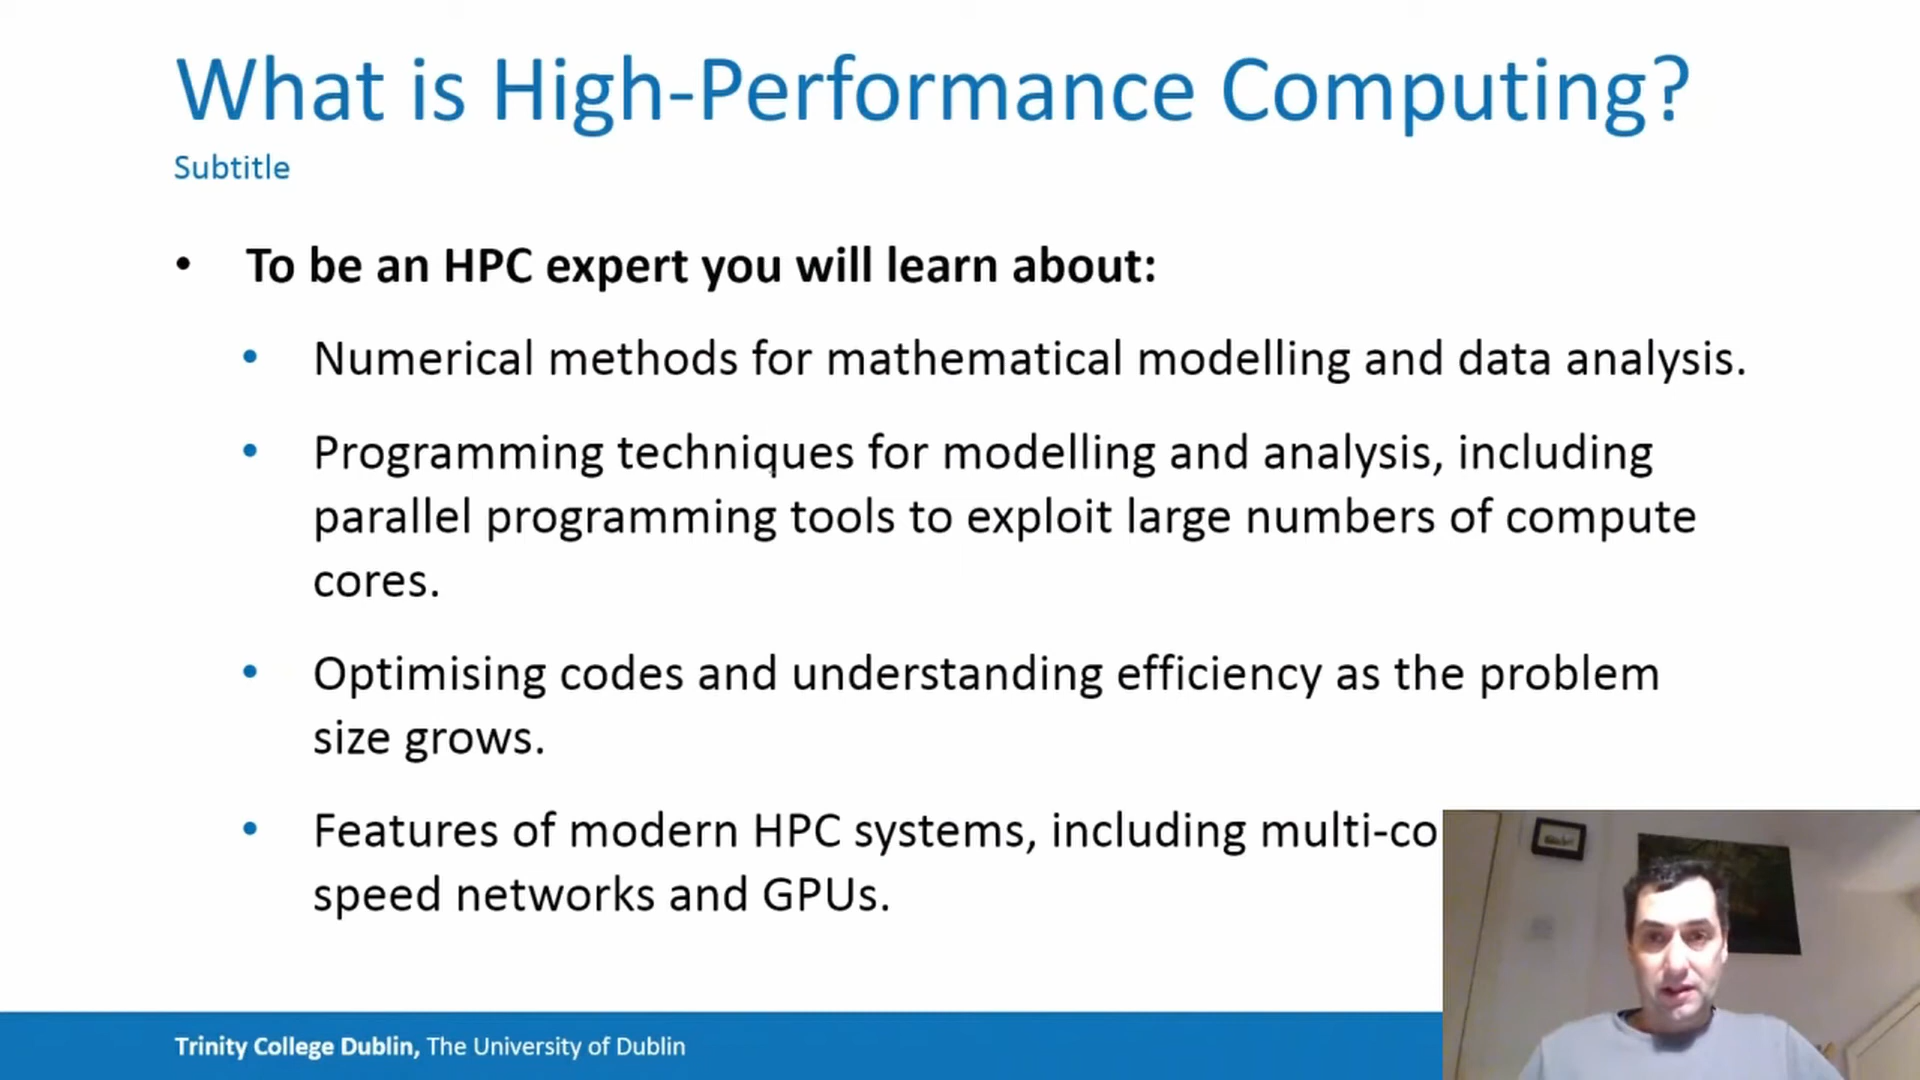 What is High-Performance Computing?
Subtitle
• To be an HPC expert you will learn about:
• Numerical methods for mathematical modelling and data analysis.
• Programming techniques for modelling and analysis, including
parallel programming tools to exploit large numbers of compute
cores.
• Optimising codes and understanding efficiency as the problem
size grows.
• Features of modern HPC systems, including multi-co
speed networks and GPUs.
Trinity College Dublin, The University of Dublin